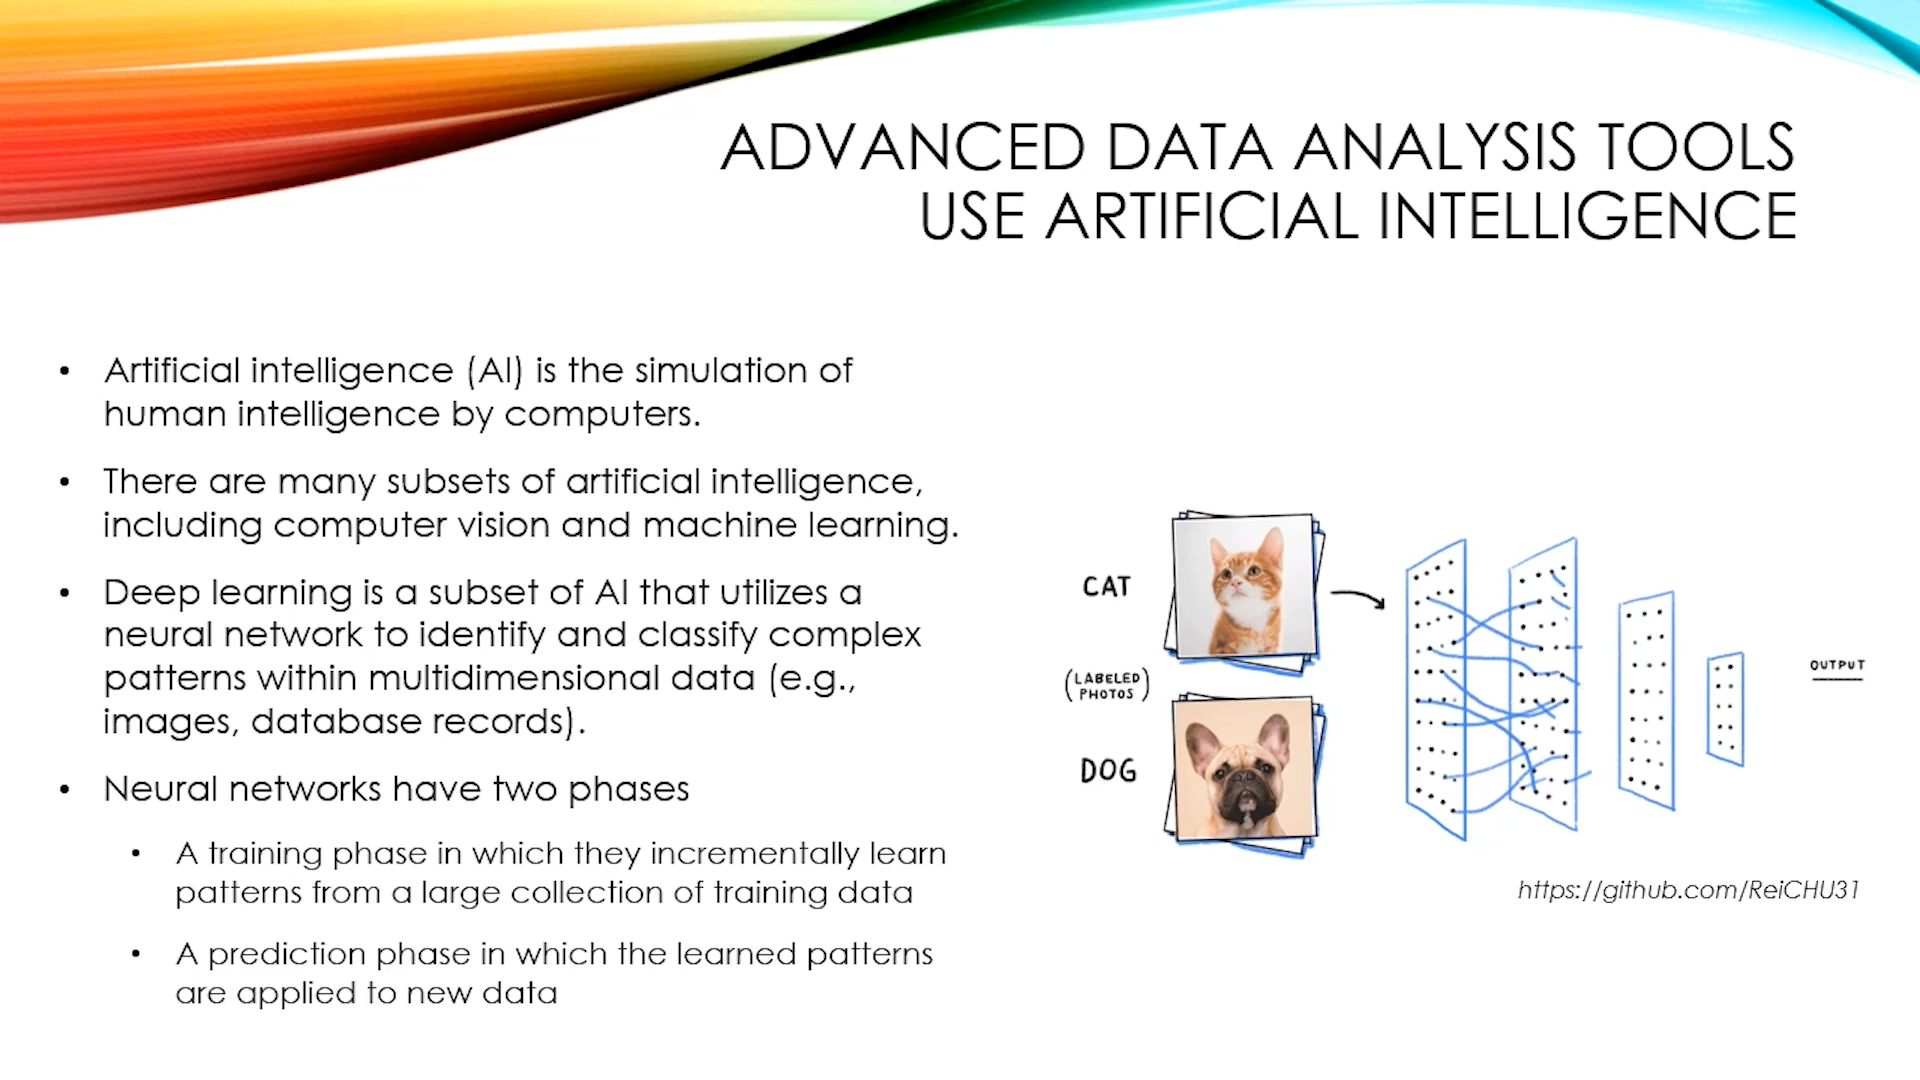 ADVANCED DATA ANALYSIS TOOLS
USE ARTIFICIAL INTELLIGENCE
• Artificial intelligence (AI) is the simulation of
human intelligence by computers.
• There are many subsets of artificial intelligence,
including computer vision and machine learning.
• Deep learning is a subset of AI that utilizes a
neural network to identify and classify complex
patterns within multidimensional data (e.g.,
images, database records).
• Neural networks have two phases
• A training phase in which they incrementally learn
patterns from a large collection of training data
• A prediction phase in which the learned patterns
are applied to new data
CAT
(LABELED
PHOTOS)
DOG
OUTPUT
https://github.com/ReiCHU31